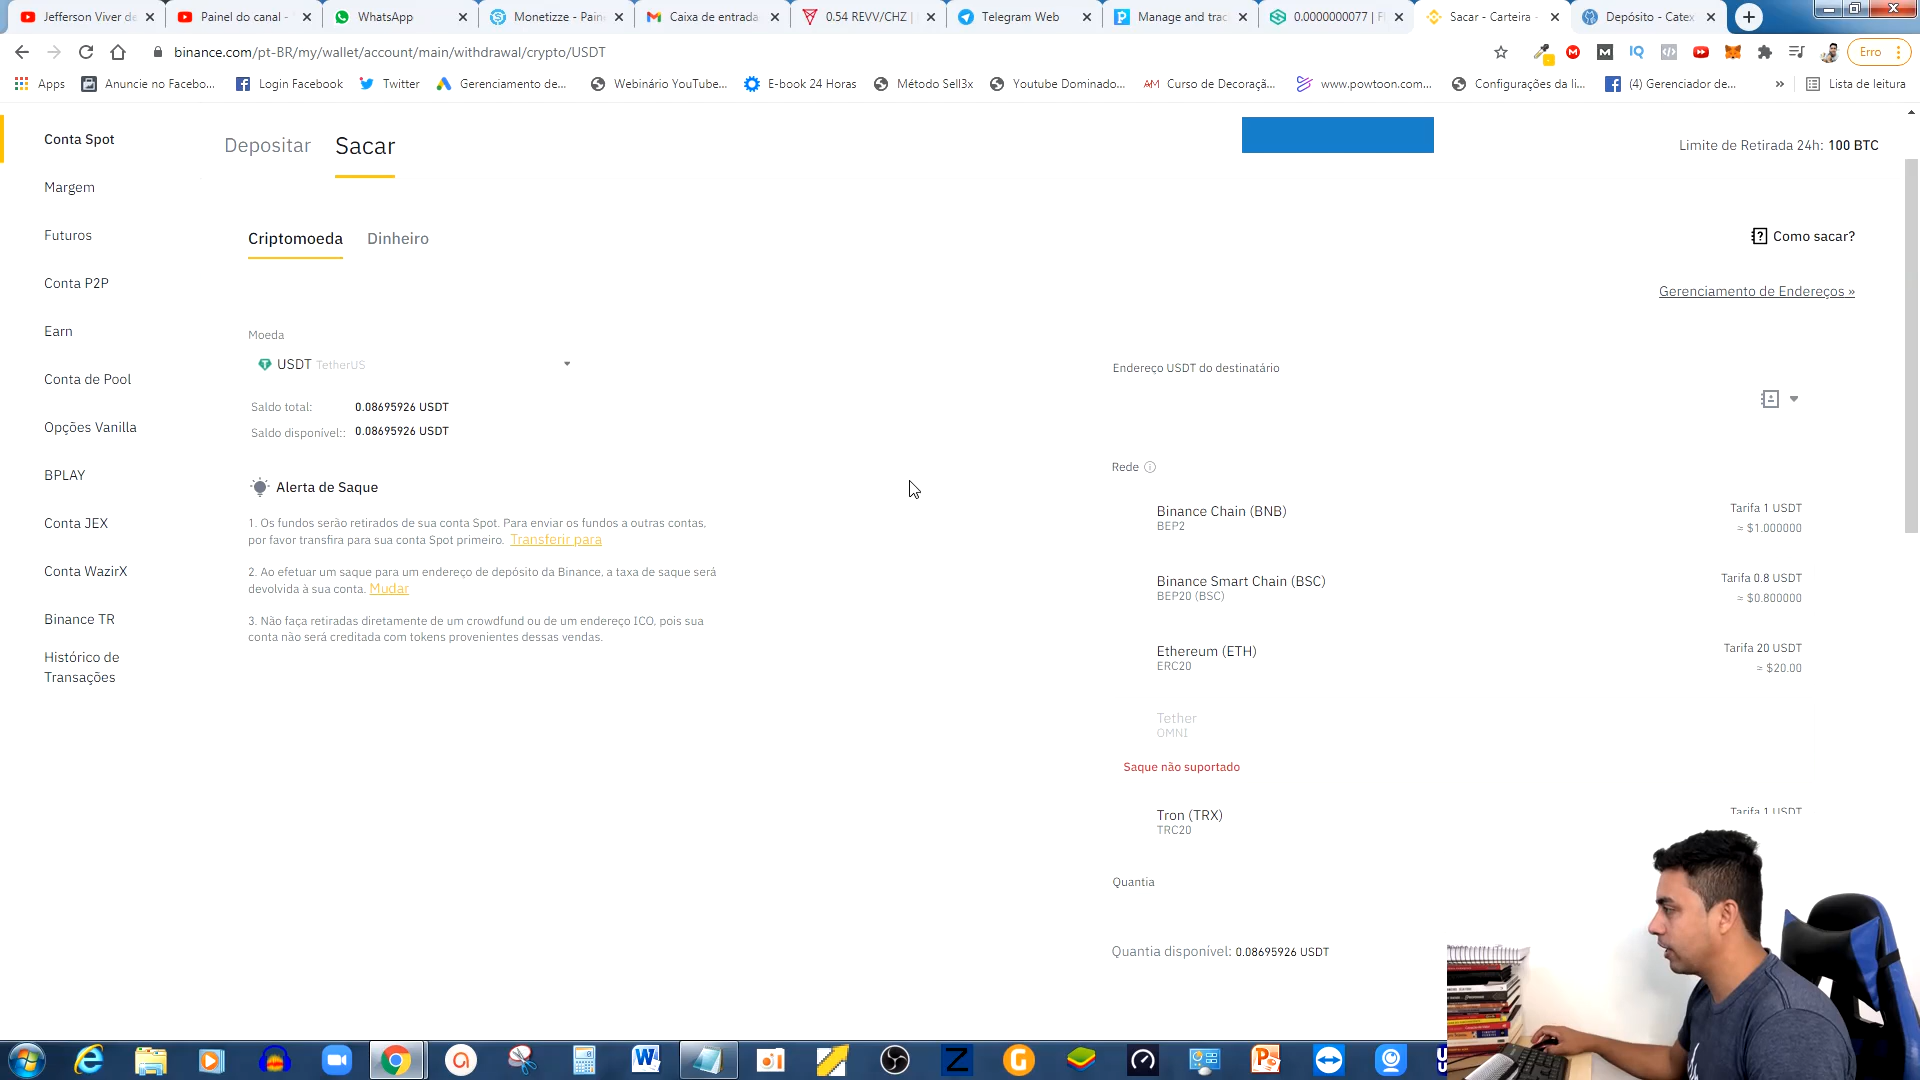 Jefferson Viver de
Painel do canal -
WhatsApp
Monetizze - Pain
Caixa de entrada
0.54 REVV/CHZ |
Telegram Web
Manage and trac
0.0000000077 | F
Sacar - Carteira -
Depósito - Catex
binance.com/pt-BR/my/wallet/account/main/withdrawal/crypto/USDT
Erro
Apps
Anuncie no Facebo...
Login Facebook
Twitter
Gerenciamento de...
Webinário YouTube...
E-book 24 Horas
Método Sell3x
Youtube Dominado...
Curso de Decoraçã...
www.powtoon.com...
Configurações da li...
(4) Gerenciador de...
»
Lista de leitura
Conta Spot
Margem
Futuros
Conta P2P
Earn
Conta de Pool
Opções Vanilla
BPLAY
Conta JEX
Conta WazirX
Binance TR
Histórico de
Transações
Depositar
Sacar
Limite de Retirada 24h: 100 BTC
Criptomoeda
Dinheiro
Como sacar?
Gerenciamento de Endereços »
Moeda
USDT TetherUS
Saldo total: 0.08695926 USDT
Saldo disponível:: 0.08695926 USDT
Alerta de Saque
1. Os fundos serão retirados de sua conta Spot. Para enviar os fundos a outras contas,
por favor transfira para sua conta Spot primeiro. Transferir para
2. Ao efetuar um saque para um endereço de depósito da Binance, a taxa de saque será
devolvida à sua conta. Mudar
3. Não faça retiradas diretamente de um crowdfund ou de um endereço ICO, pois sua
conta não será creditada com tokens provenientes dessas vendas.
Endereço USDT do destinatário
Rede
Binance Chain (BNB)
BEP2
Tarifa 1 USDT
≈ $1.000000
Binance Smart Chain (BSC)
BEP20 (BSC)
Tarifa 0.8 USDT
≈ $0.800000
Ethereum (ETH)
ERC20
Tarifa 20 USDT
≈ $20.00
Tether
OMNI
Saque não suportado
Tron (TRX)
TRC20
Tarifa 1 USDT
Quantia
Quantia disponível: 0.08695926 USDT